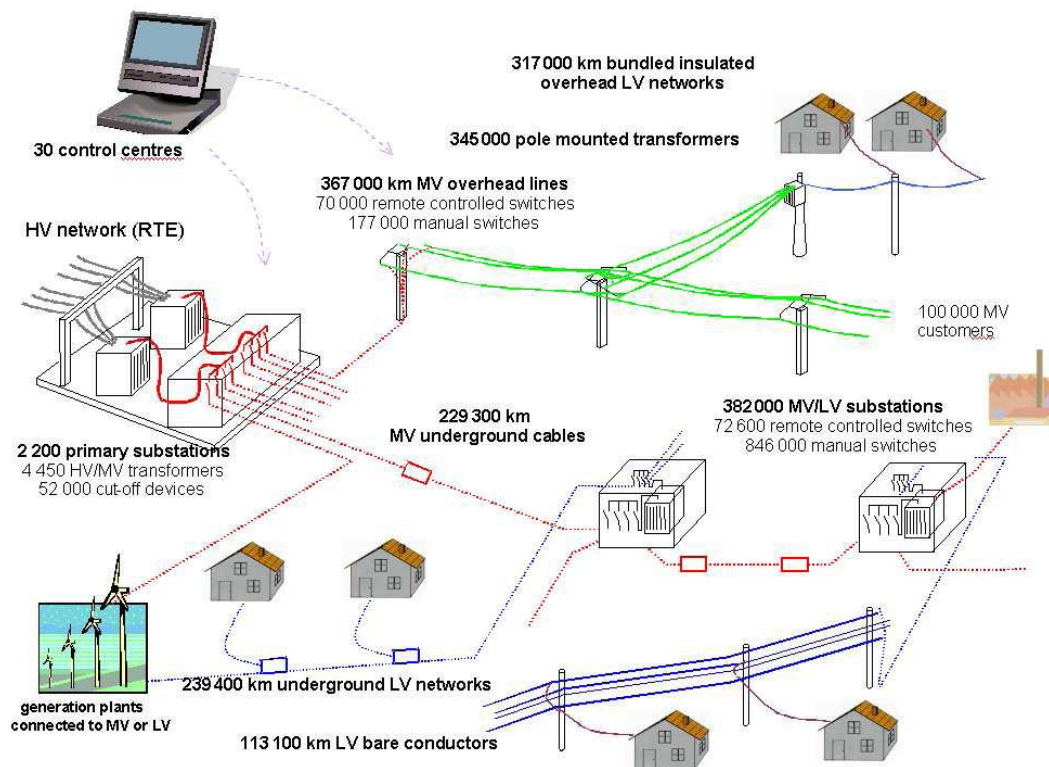 317 000 km bundled insulated
overhead LV networks
345 000 pole mounted transformers
30 control centres
367 000 km MV overhead lines
70 000 remote controlled switches
177 000 manual switches
HV network (RTE)
100 000 MV
customers
229 300 km
MV underground cables
382 000 MV/LV substations
72 600 remote controlled switches
846 000 manual switches
2 200 primary substations
4 450 HV/MV transformers
52 000 cut-off devices
239 400 km underground LV networks
generation plants
connected to MV or LV
113 100 km LV bare conductors